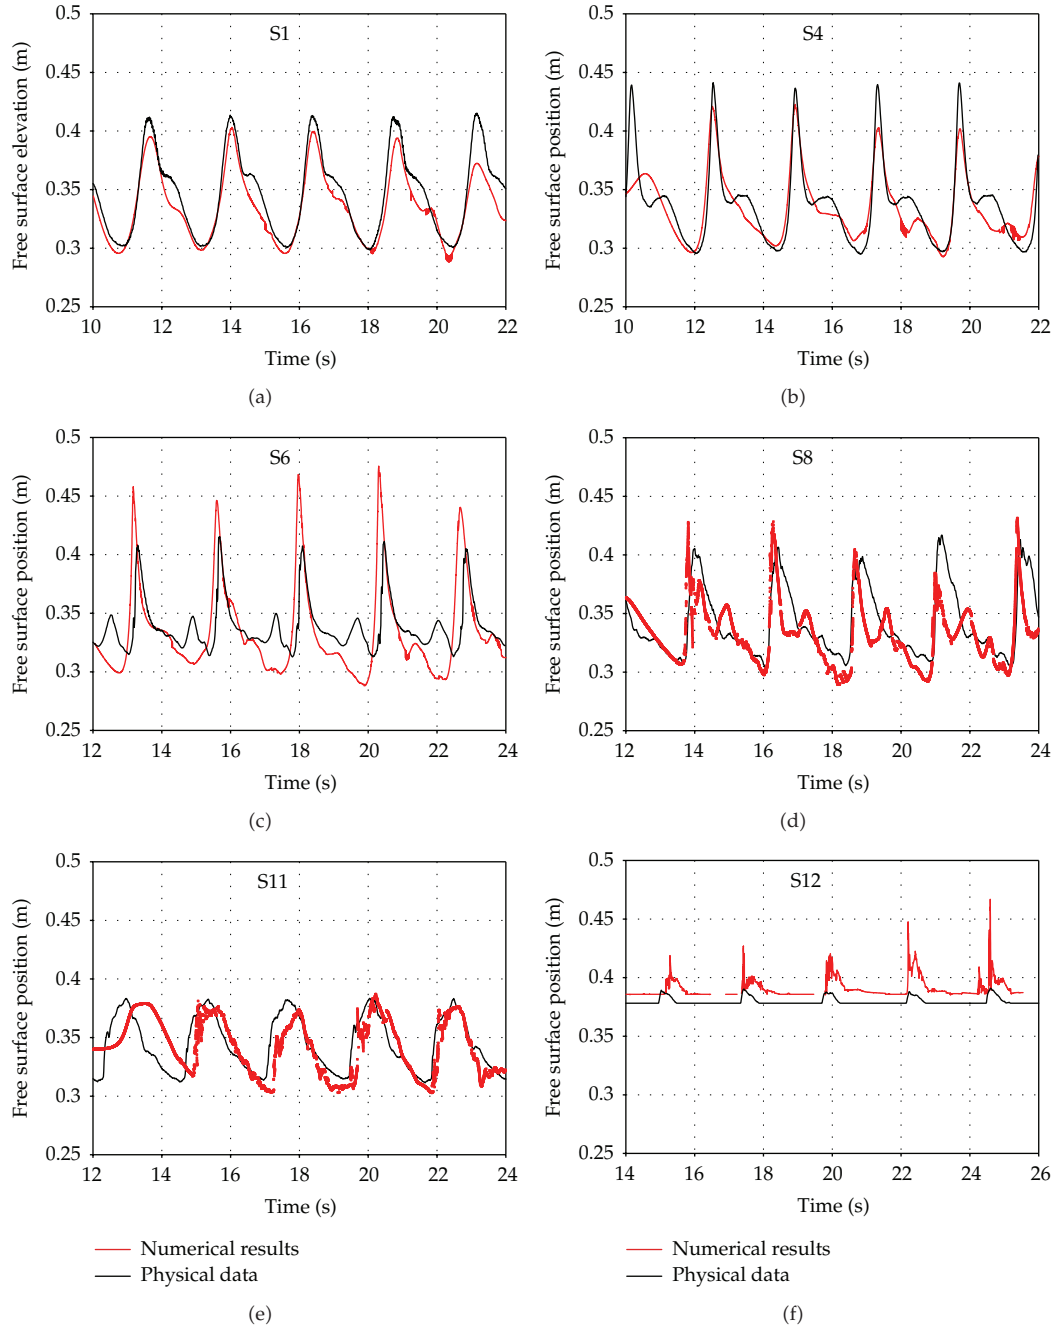 S1
0.5
0.45
0.4
0.35
0.3
0.25
Free surface elevation (m)
10 12 14 16 18 20 22
Time (s)
(a)
S4
0.5
0.45
0.4
0.35
0.3
0.25
Free surface position (m)
10 12 14 16 18 20 22
Time (s)
(b)
S6
0.5
0.45
0.4
0.35
0.3
0.25
Free surface position (m)
12 14 16 18 20 22 24
Time (s)
(c)
S8
0.5
0.45
0.4
0.35
0.3
0.25
Free surface position (m)
12 14 16 18 20 22 24
Time (s)
(d)
S11
0.5
0.45
0.4
0.35
0.3
0.25
Free surface position (m)
12 14 16 18 20 22 24
Time (s)
Numerical results
Physical data
(e)
S12
0.5
0.45
0.4
0.35
0.3
0.25
Free surface position (m)
14 16 18 20 22 24 26
Time (s)
Numerical results
Physical data
(f)